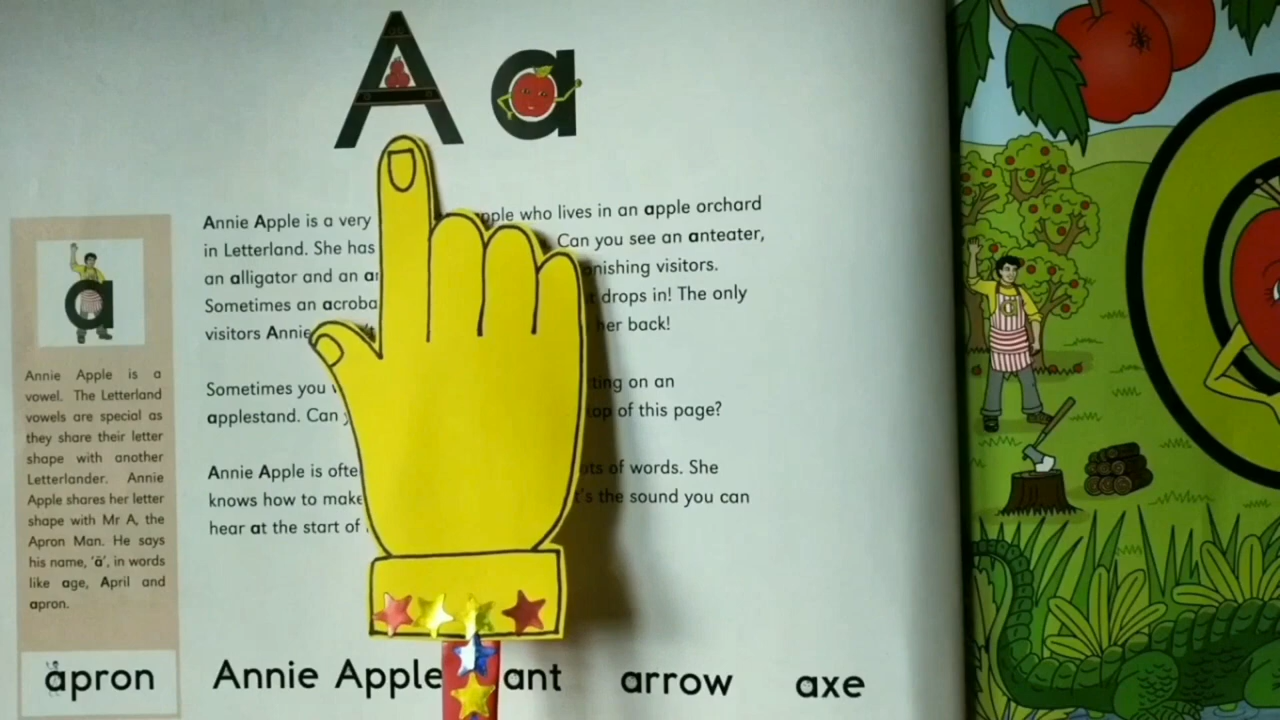 A a
Annie Apple is a very pple who lives in an apple orchard
in Letterland. She has Can you see an anteater,
an alligator and an a onishing visitors.
Sometimes an acroba t drops in! The only
visitors Annie her back!
Sometimes you ting on an
applestand. Can top of this page?
Annie Apple is ofte ots of words. She
knows how to make t's the sound you can
hear at the start of
a
Annie Apple is a
vowel. The Letterland
vowels are special as
they share their letter
shape with another
Letterlander. Annie
Apple shares her letter
shape with Mr A, the
Apron Man. He says
his name, 'ā', in words
like age, April and
apron.
apron Annie Apple ant arrow axe